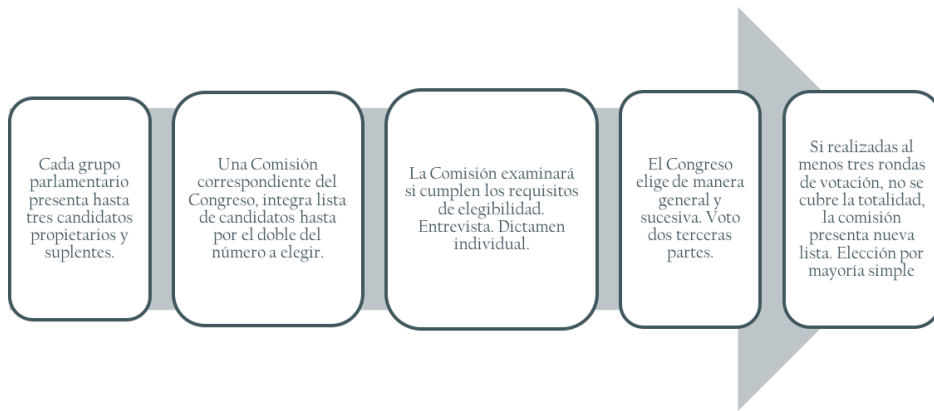 Cada grupo
parlamentario
presenta hasta
tres candidatos
propietarios y
suplentes.
Una Comisión
correspondiente del
Congreso, integra lista
de candidatos hasta
por el doble del
número a elegir.
La Comisión examinará
si cumplen los requisitos
de elegibilidad.
Entrevista. Dictamen
individual.
El Congreso
elige de manera
general y
sucesiva. Voto
dos terceras
partes.
Si realizadas al
menos tres rondas
de votación, no se
cubre la totalidad,
la comisión
presenta nueva
lista. Elección por
mayoría simple